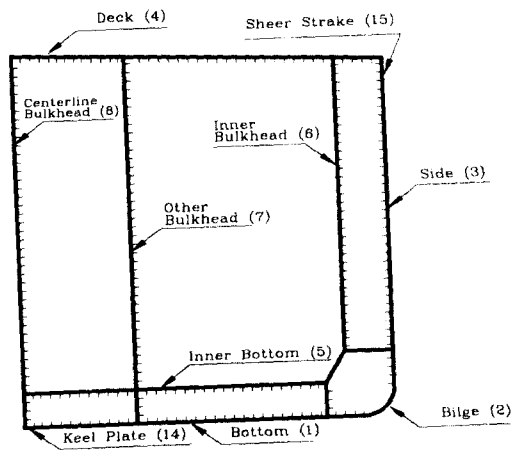 Deck (4)
Sheer Strake (15)
Centerline
Bulkhead (8)
Inner
Bulkhead (6)
Side (3)
Other
Bulkhead (7)
Inner Bottom (5)
Keel Plate (14)
Bottom (1)
Bilge (2)